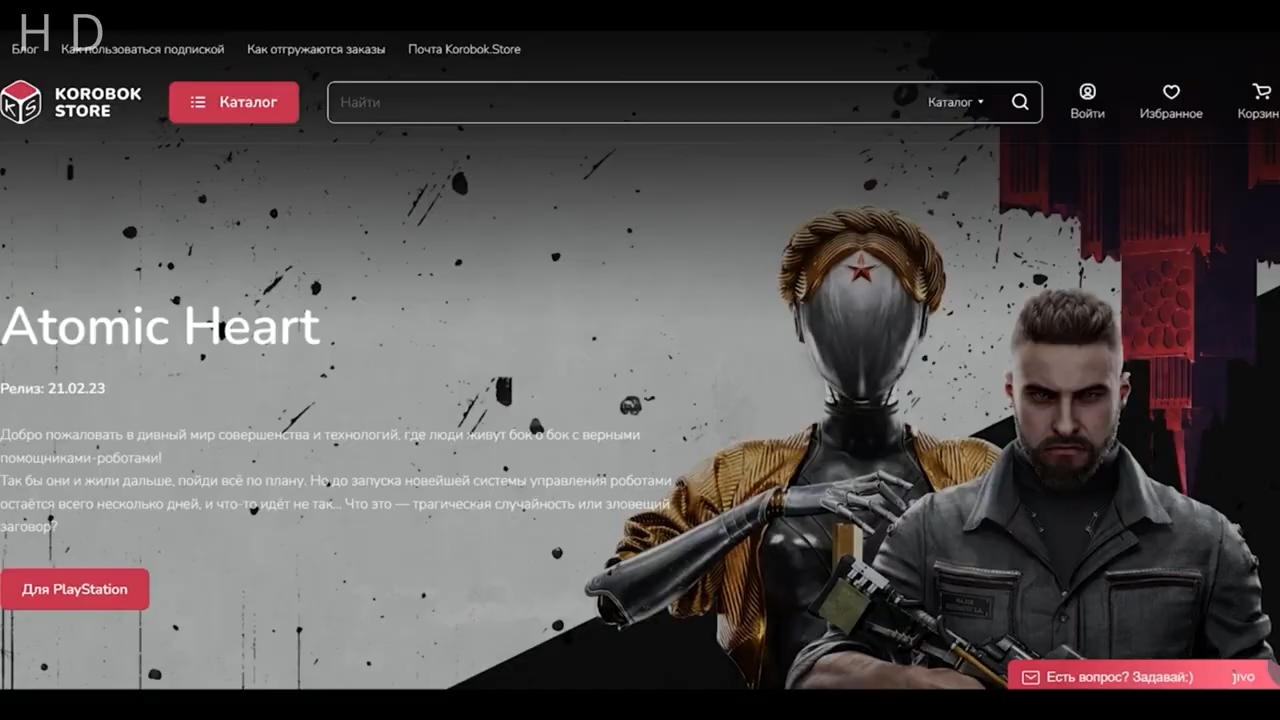 HD
Блог Как пользоваться подпиской Как отгружаются заказы Почта Korobok.Store
KOROBOK
STORE
Каталог
Найти
Каталог
Войти
Избранное
Корзин
Atomic Heart
Релиз: 21.02.23
Добро пожаловать в дивный мир совершенства и технологий, где люди живут бок о бок с верными
помощниками-роботами!
Так бы они и жили дальше, пойди всё по плану. Но до запуска новейшей системы управления роботами
остаётся всего несколько дней, и что-то идёт не так... Что это — трагическая случайность или зловещий
заговор?
Для PlayStation
Есть вопрос? Задавай:) jivo